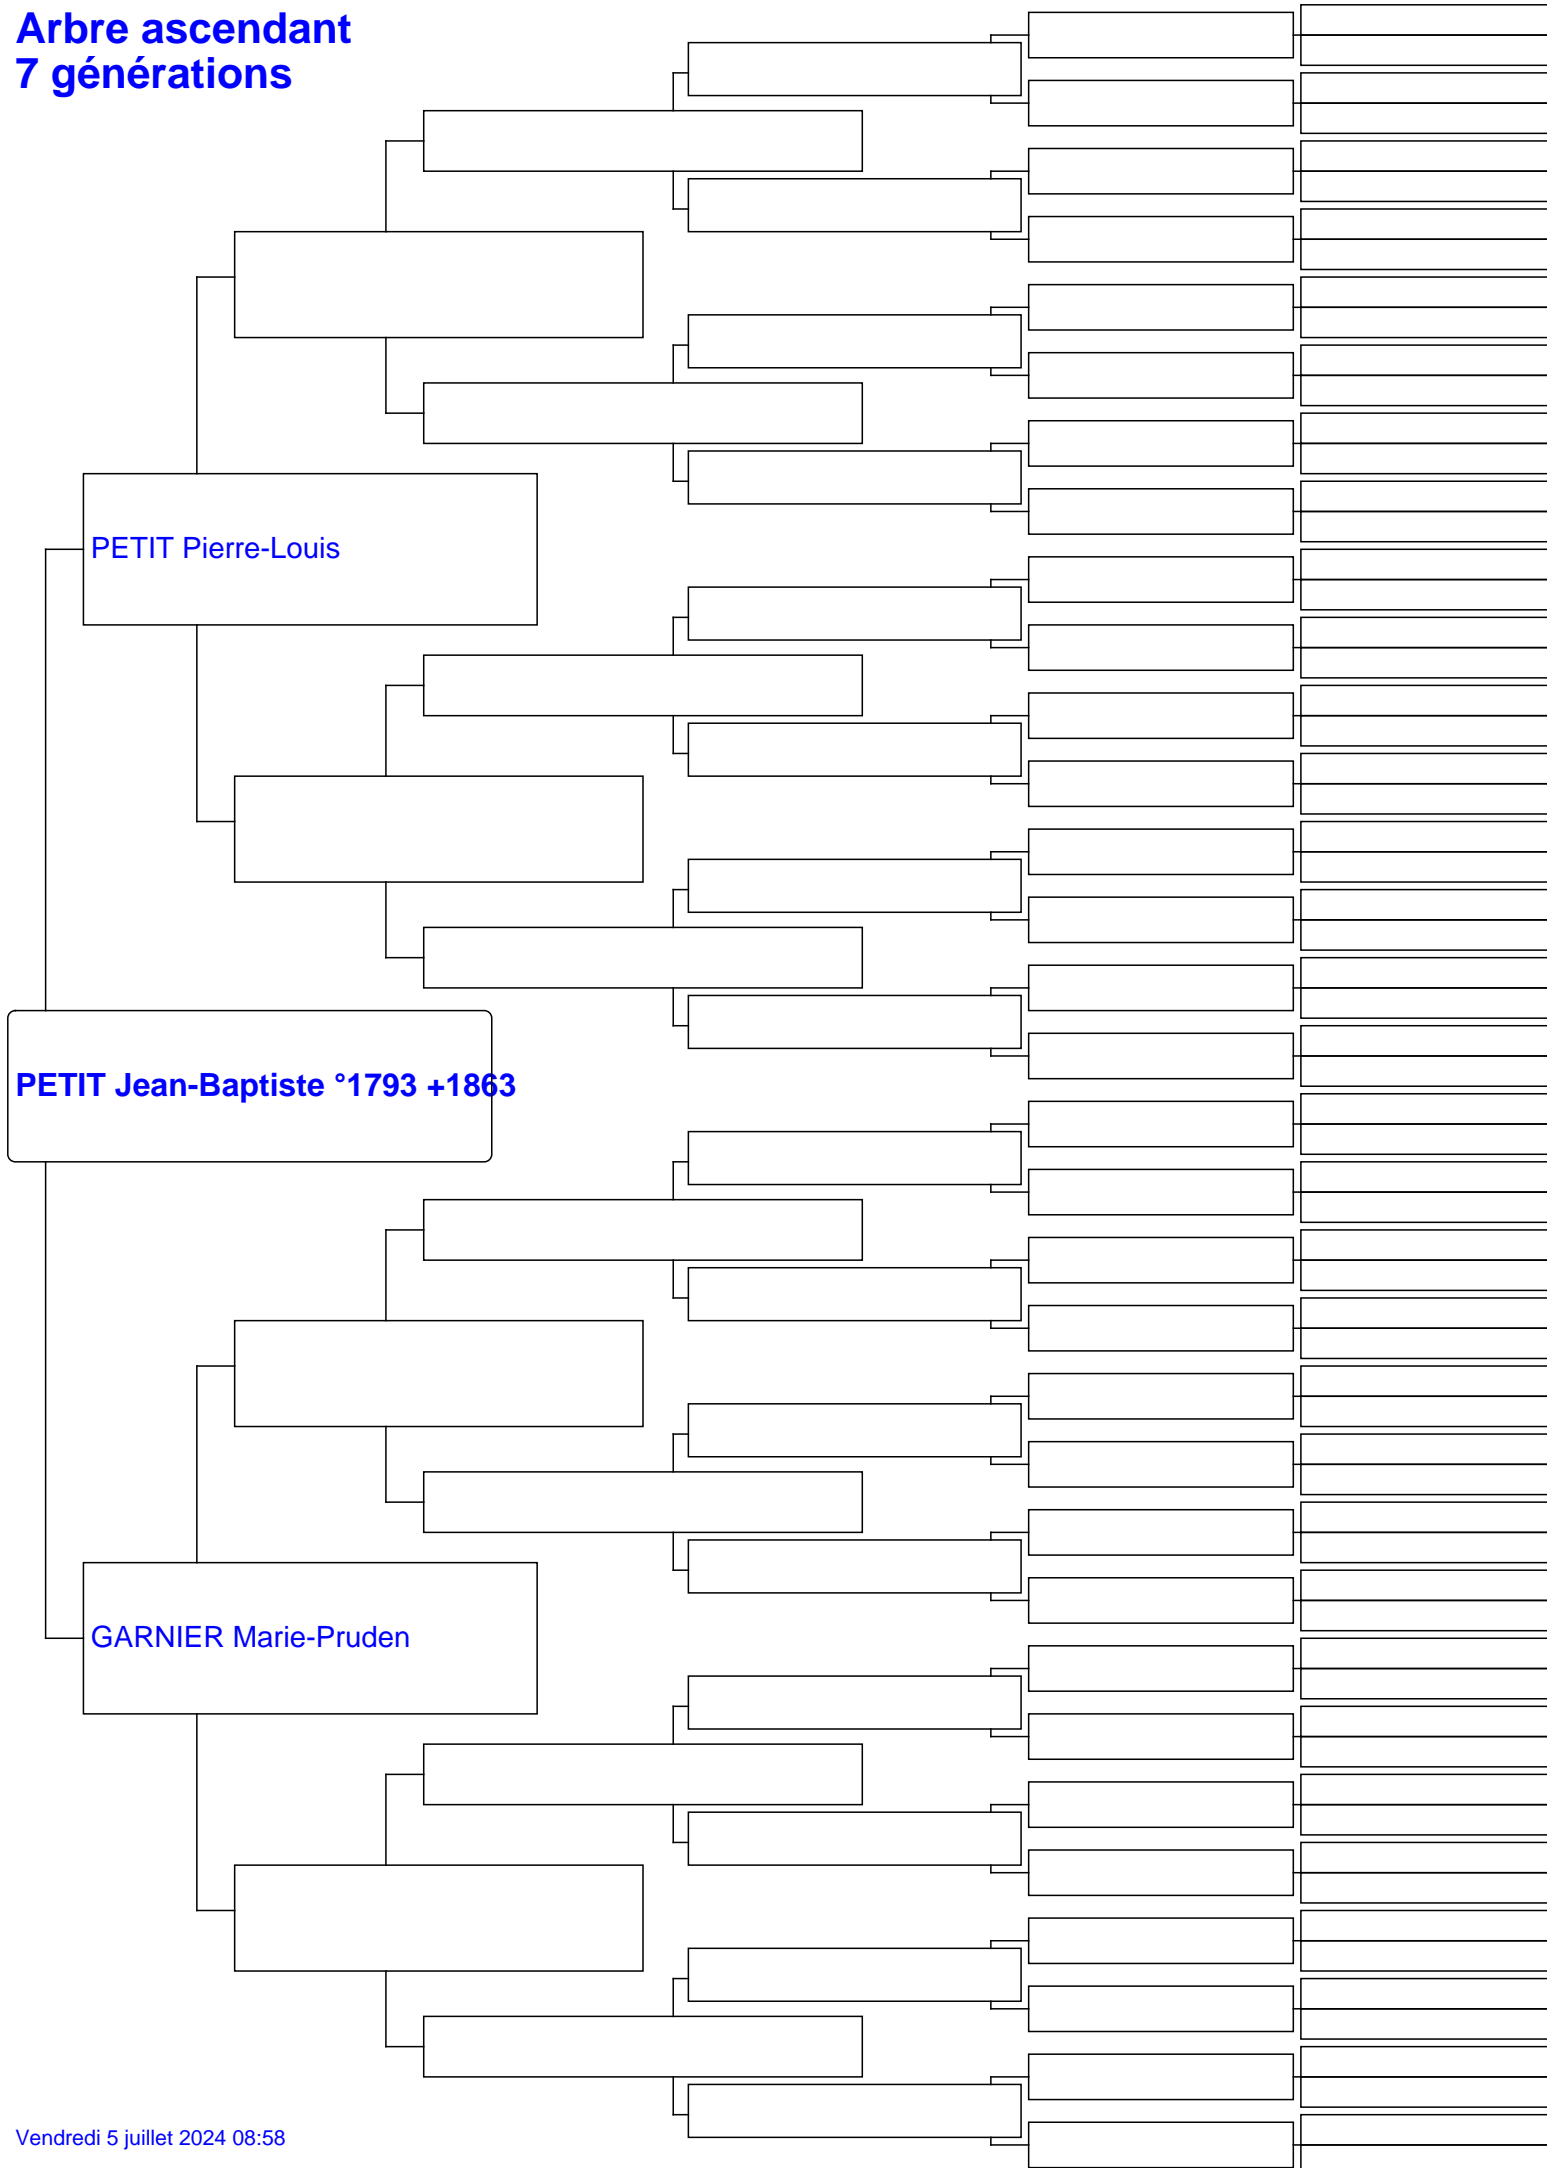 Arbre ascendant
7 générations
PETIT Pierre-Louis
PETIT Jean-Baptiste °1793 +1863
GARNIER Marie-Pruden
Vendredi 5 juillet 2024 08:58